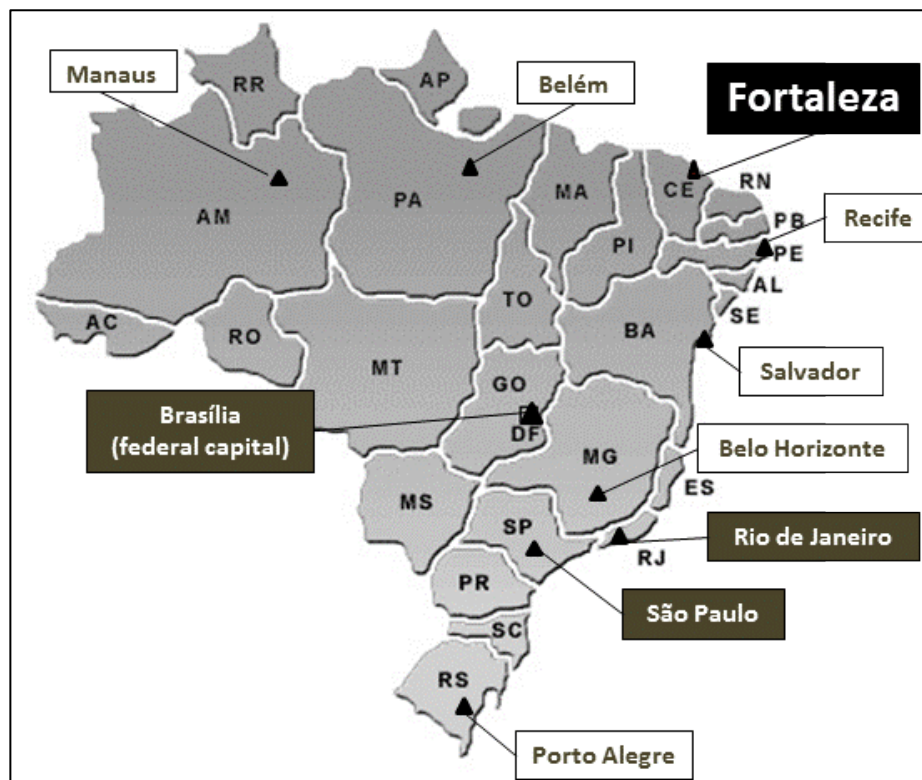 Manaus
RR
AP
Belém
Fortaleza
AM
PA
MA
CE
RN
PI
PB
Recife
PE
AL
TO
SE
AC
RO
BA
MT
GO
Salvador
Brasília
(federal capital)
DF
MG
Belo Horizonte
MS
ES
SP
Rio de Janeiro
RJ
PR
São Paulo
SC
RS
Porto Alegre